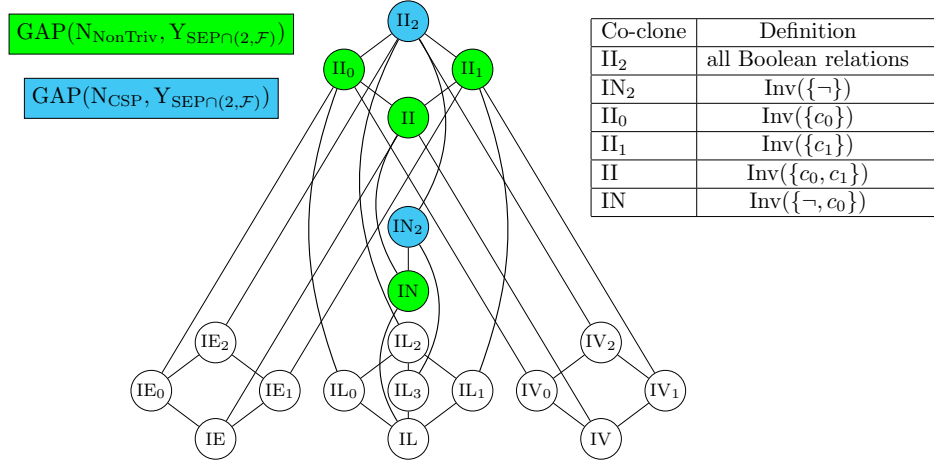 GAP(N_NonTriv, Y_SEP∩(2,ℱ))
GAP(N_CSP, Y_SEP∩(2,ℱ))
II₂
II₀
II₁
II
IN₂
IN
IE₂
IL₂
IV₂
IE₀
IE₁
IL₀
IL₃
IL₁
IV₀
IV₁
IE
IL
IV
Co-clone Definition
II₂ all Boolean relations
IN₂ Inv({¬})
II₀ Inv({c₀})
II₁ Inv({c₁})
II Inv({c₀, c₁})
IN Inv({¬, c₀})